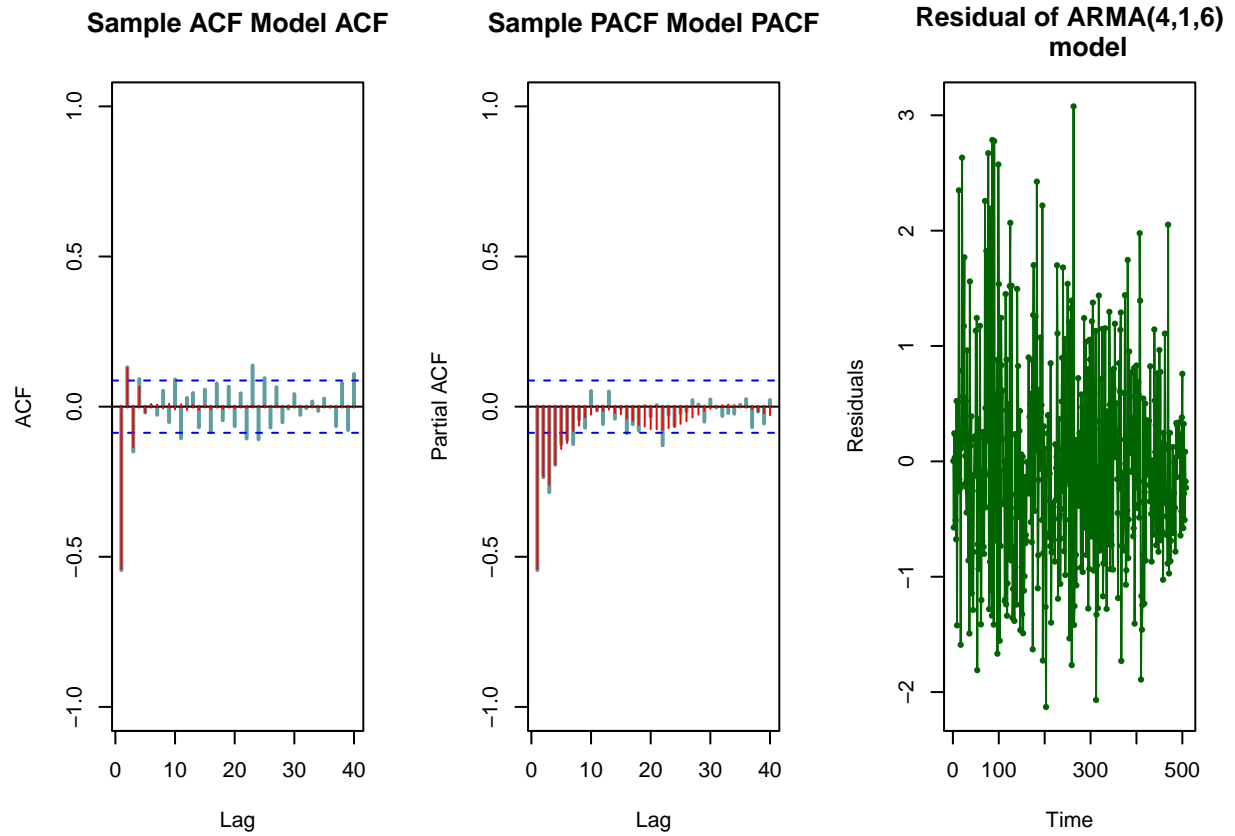 Sample ACF Model ACF
1.0
0.5
0.0
−0.5
−1.0
ACF
0 10 20 30 40
Lag
Sample PACF Model PACF
1.0
0.5
0.0
−0.5
−1.0
Partial ACF
0 10 20 30 40
Lag
Residual of ARMA(4,1,6)
model
3
2
1
0
−1
−2
Residuals
0 100 300 500
Time